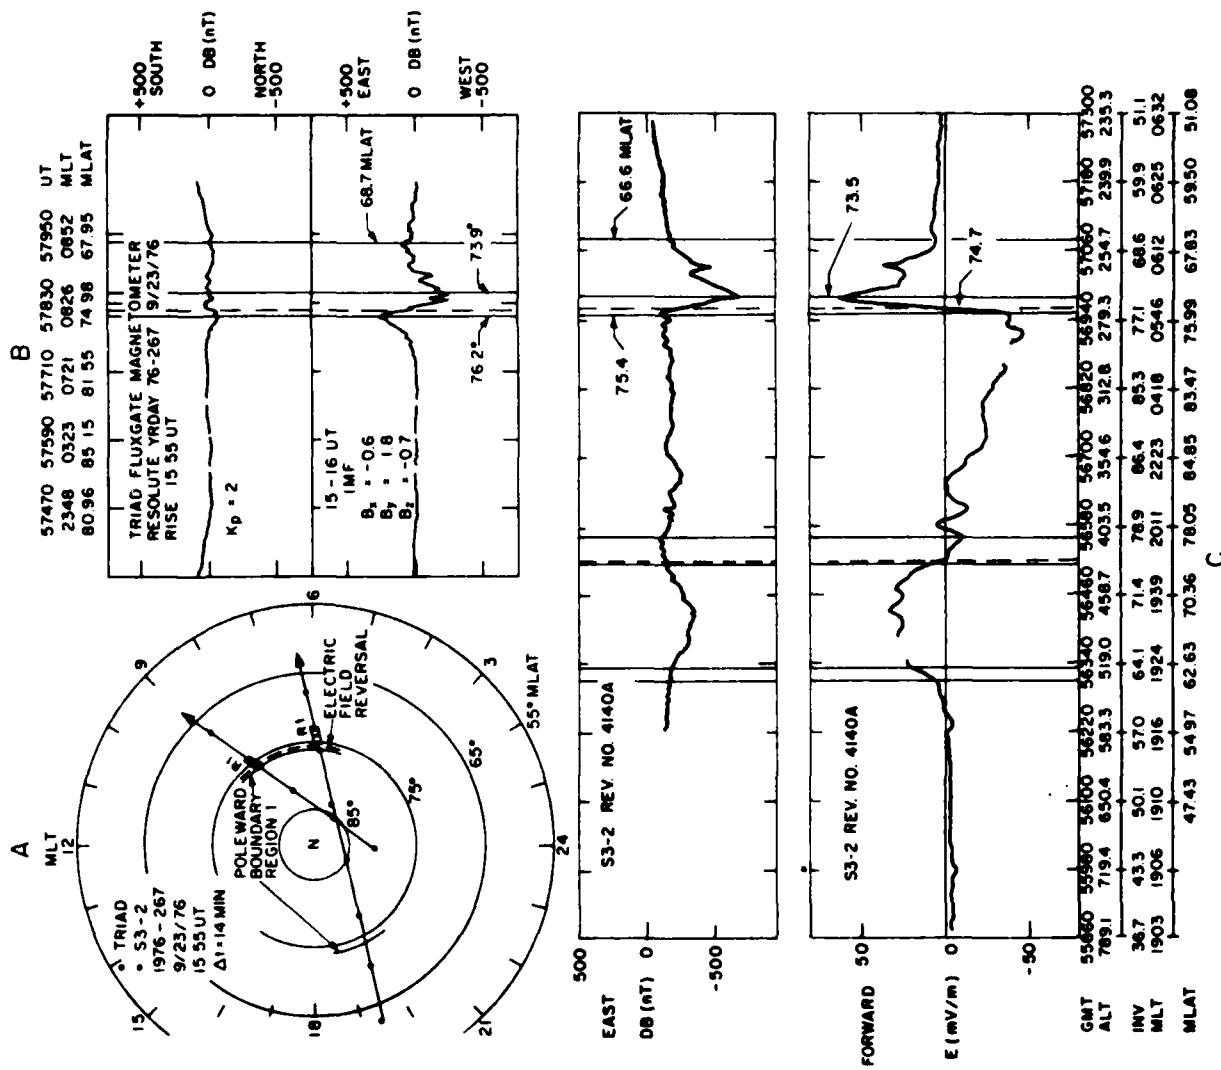 A
MLT
12
9
6
3
15
18
21
24
TRIAD
S3-2
1976-267
9/23/76
15 55 UT
Δt=14 MIN
POLEWARD
BOUNDARY
REGION 1
R1
R1
ELECTRIC
FIELD
REVERSAL
N
85°
75°
65°
55° MLAT
B
57470 57590 57710 57830 57950 UT
2348 0323 0721 0826 0852 MLT
80.96 85 15 81 55 74 98 67.95 MLAT
TRIAD FLUXGATE MAGNETOMETER
RESOLUTE YRDAY 76-267 9/23/76
RISE 15 55 UT
Kp = 2
+500
SOUTH
0 DB (nT)
NORTH
-500
15-16 UT
IMF
Bx = -0.6
By = 1.8
Bz = -0.7
68.7 MLAT
76.2°
73.9°
+500
EAST
0 DB (nT)
WEST
-500
500
EAST
DB (nT) 0
-500
S3-2 REV. NO. 4140A
75.4
66.6 MLAT
FORWARD
50
E (mV/m) 0
-50
S3-2 REV. NO. 4140A
73.5
74.7
GMT 55860 55980 56100 56220 56340 56460 56580 56700 56820 56940 57060 57180 57300
ALT 789.1 719.4 650.4 583.3 519.0 458.7 403.5 354.6 312.8 279.3 254.7 239.9 235.3
INV 36.7 43.3 50.1 57.0 64.1 71.4 78.9 86.4 85.3 77.1 68.6 59.9 51.1
MLT 1903 1906 1910 1916 1924 1939 2011 2223 0418 0546 0612 0625 0632
MLAT 47.43 54.97 62.63 70.36 78.05 84.85 83.47 75.99 67.83 59.50 51.08
C